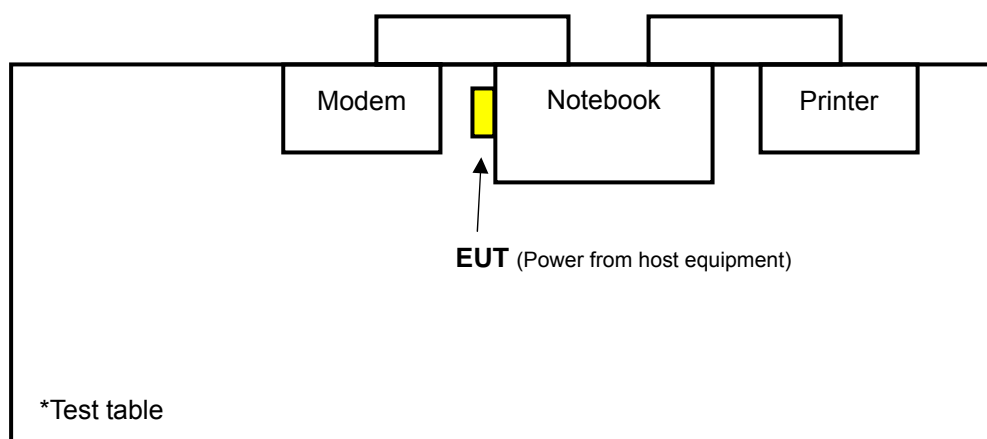 Modem
Notebook
Printer
EUT (Power from host equipment)
*Test table